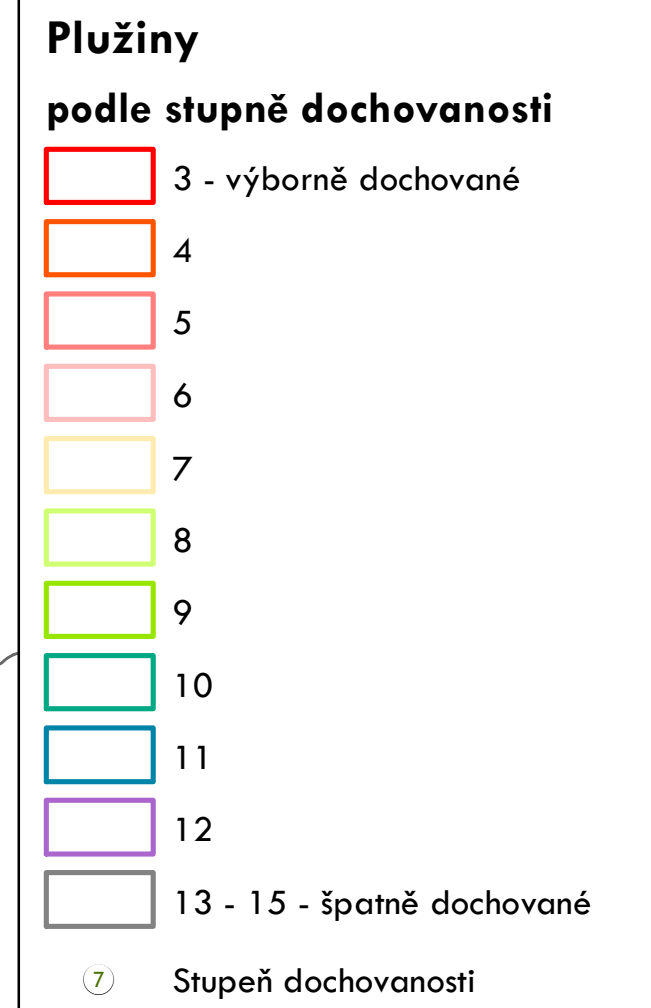 Plužiny
podle stupně dochovanosti
3 - výborně dochované
4
5
6
7
8
9
10
11
12
13 - 15 - špatně dochované
7 Stupeň dochovanosti